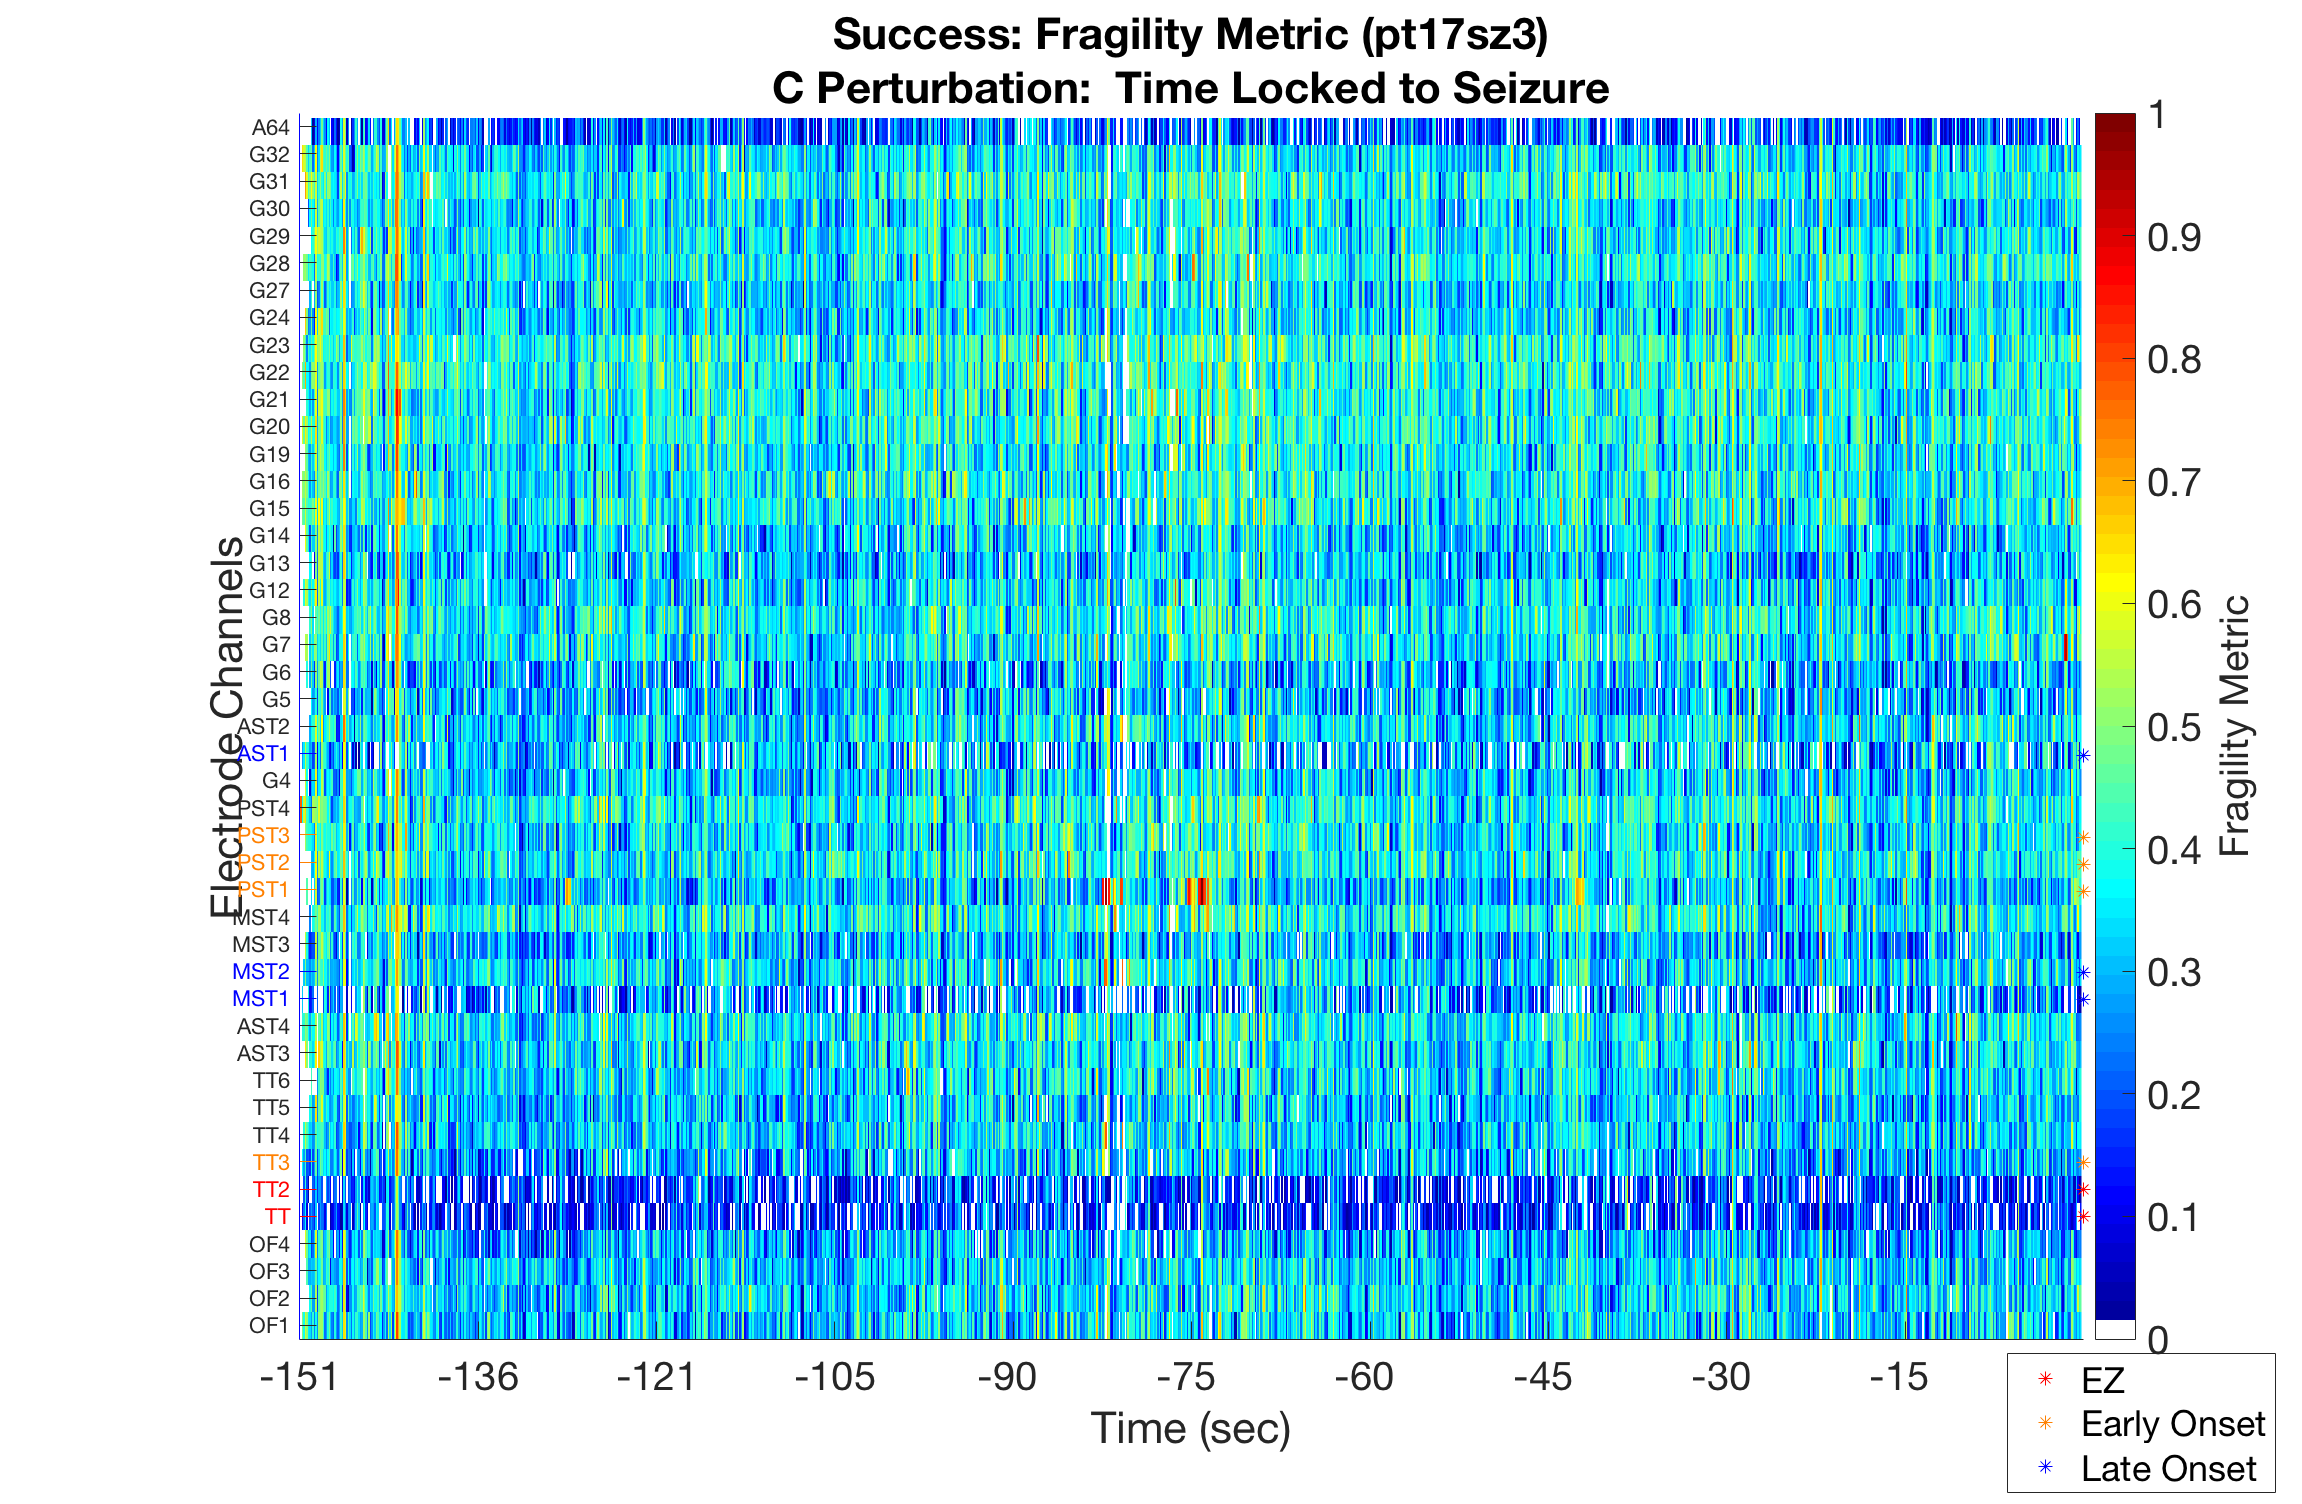 Success: Fragility Metric (pt17sz3)
C Perturbation:  Time Locked to Seizure
Electrode Channels
A64
G32
G31
G30
G29
G28
G27
G24
G23
G22
G21
G20
G19
G16
G15
G14
G13
G12
G8
G7
G6
G5
AST2
AST1
G4
PST4
PST3
PST2
PST1
MST4
MST3
MST2
MST1
AST4
AST3
TT6
TT5
TT4
TT3
TT2
TT
OF4
OF3
OF2
OF1
-151 -136 -121 -105 -90 -75 -60 -45 -30 -15
Time (sec)
1
0.9
0.8
0.7
0.6
0.5
0.4
0.3
0.2
0.1
0
Fragility Metric
EZ
Early Onset
Late Onset